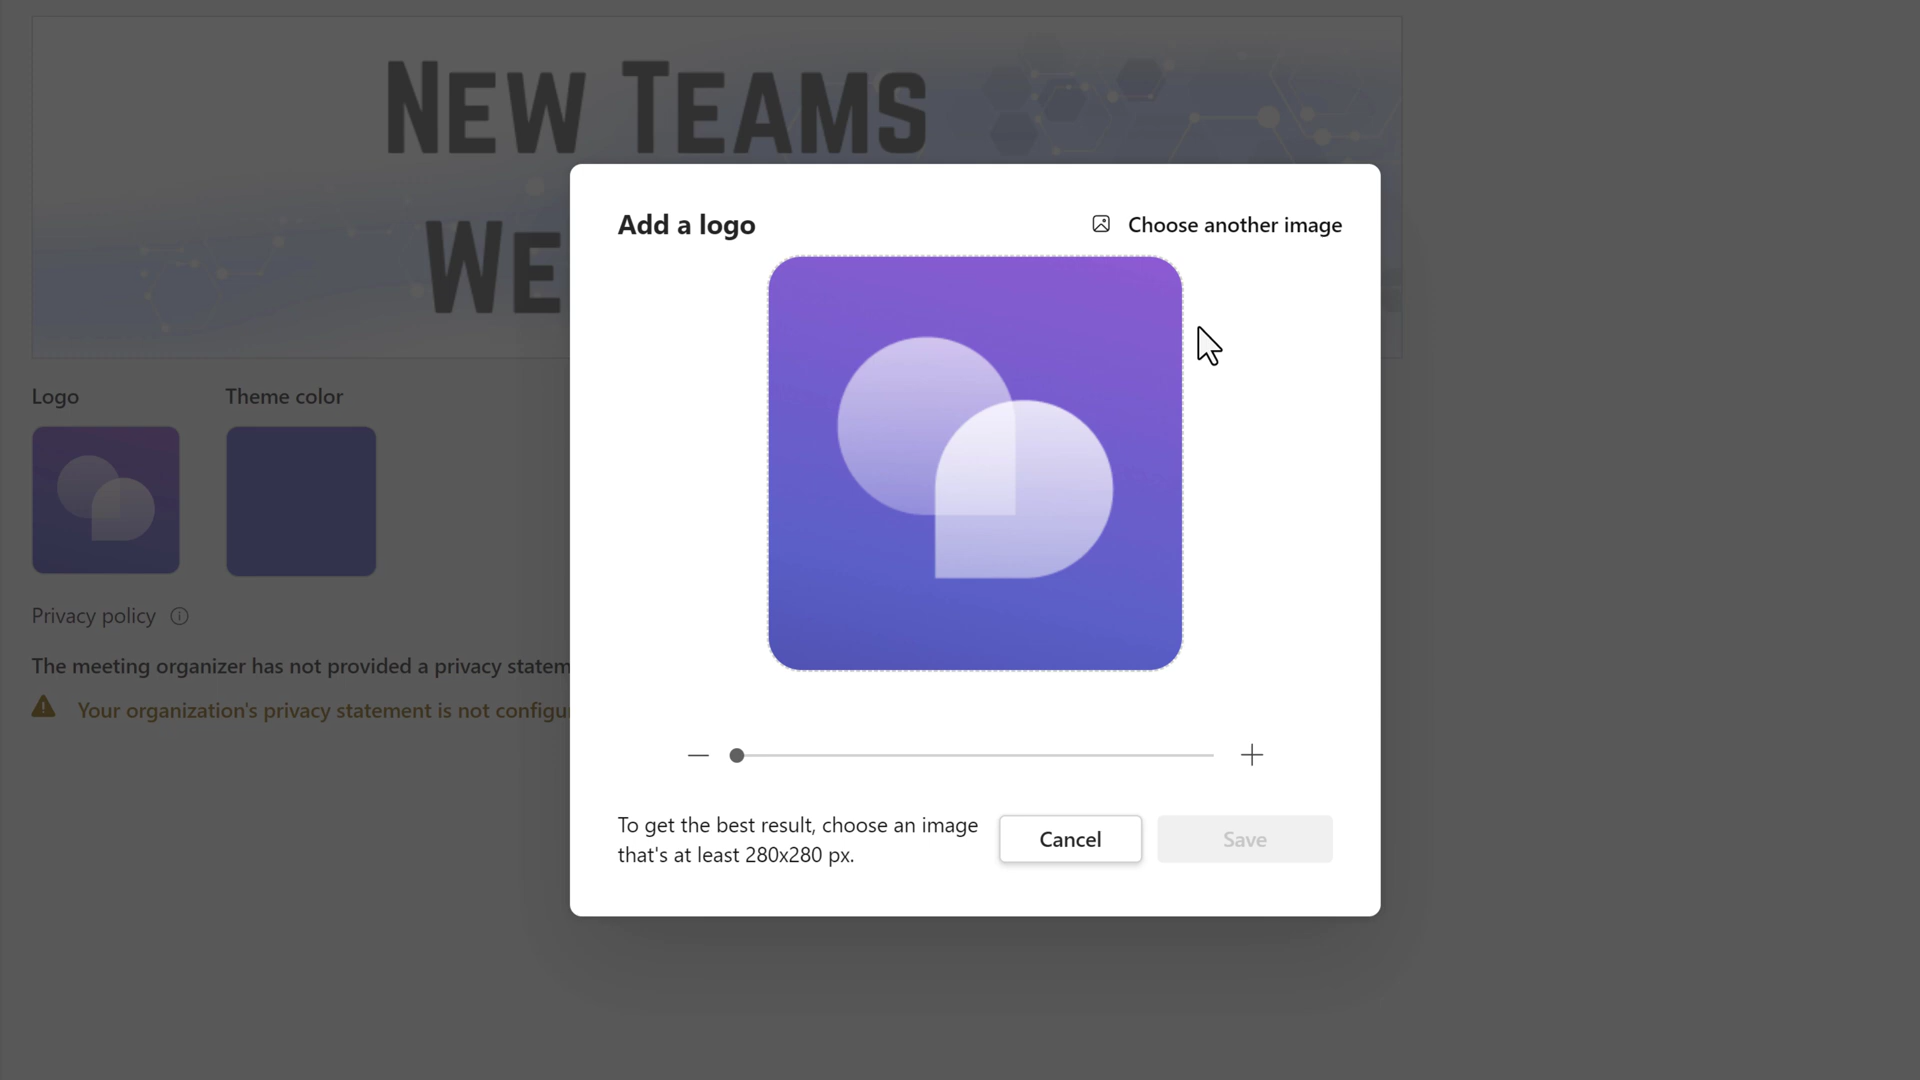 NEW TEAMS
WE
Add a logo
Choose another image
Logo
Theme color
Privacy policy
The meeting organizer has not provided a privacy statem
Your organization's privacy statement is not configu
To get the best result, choose an image
that's at least 280x280 px.
Cancel
Save